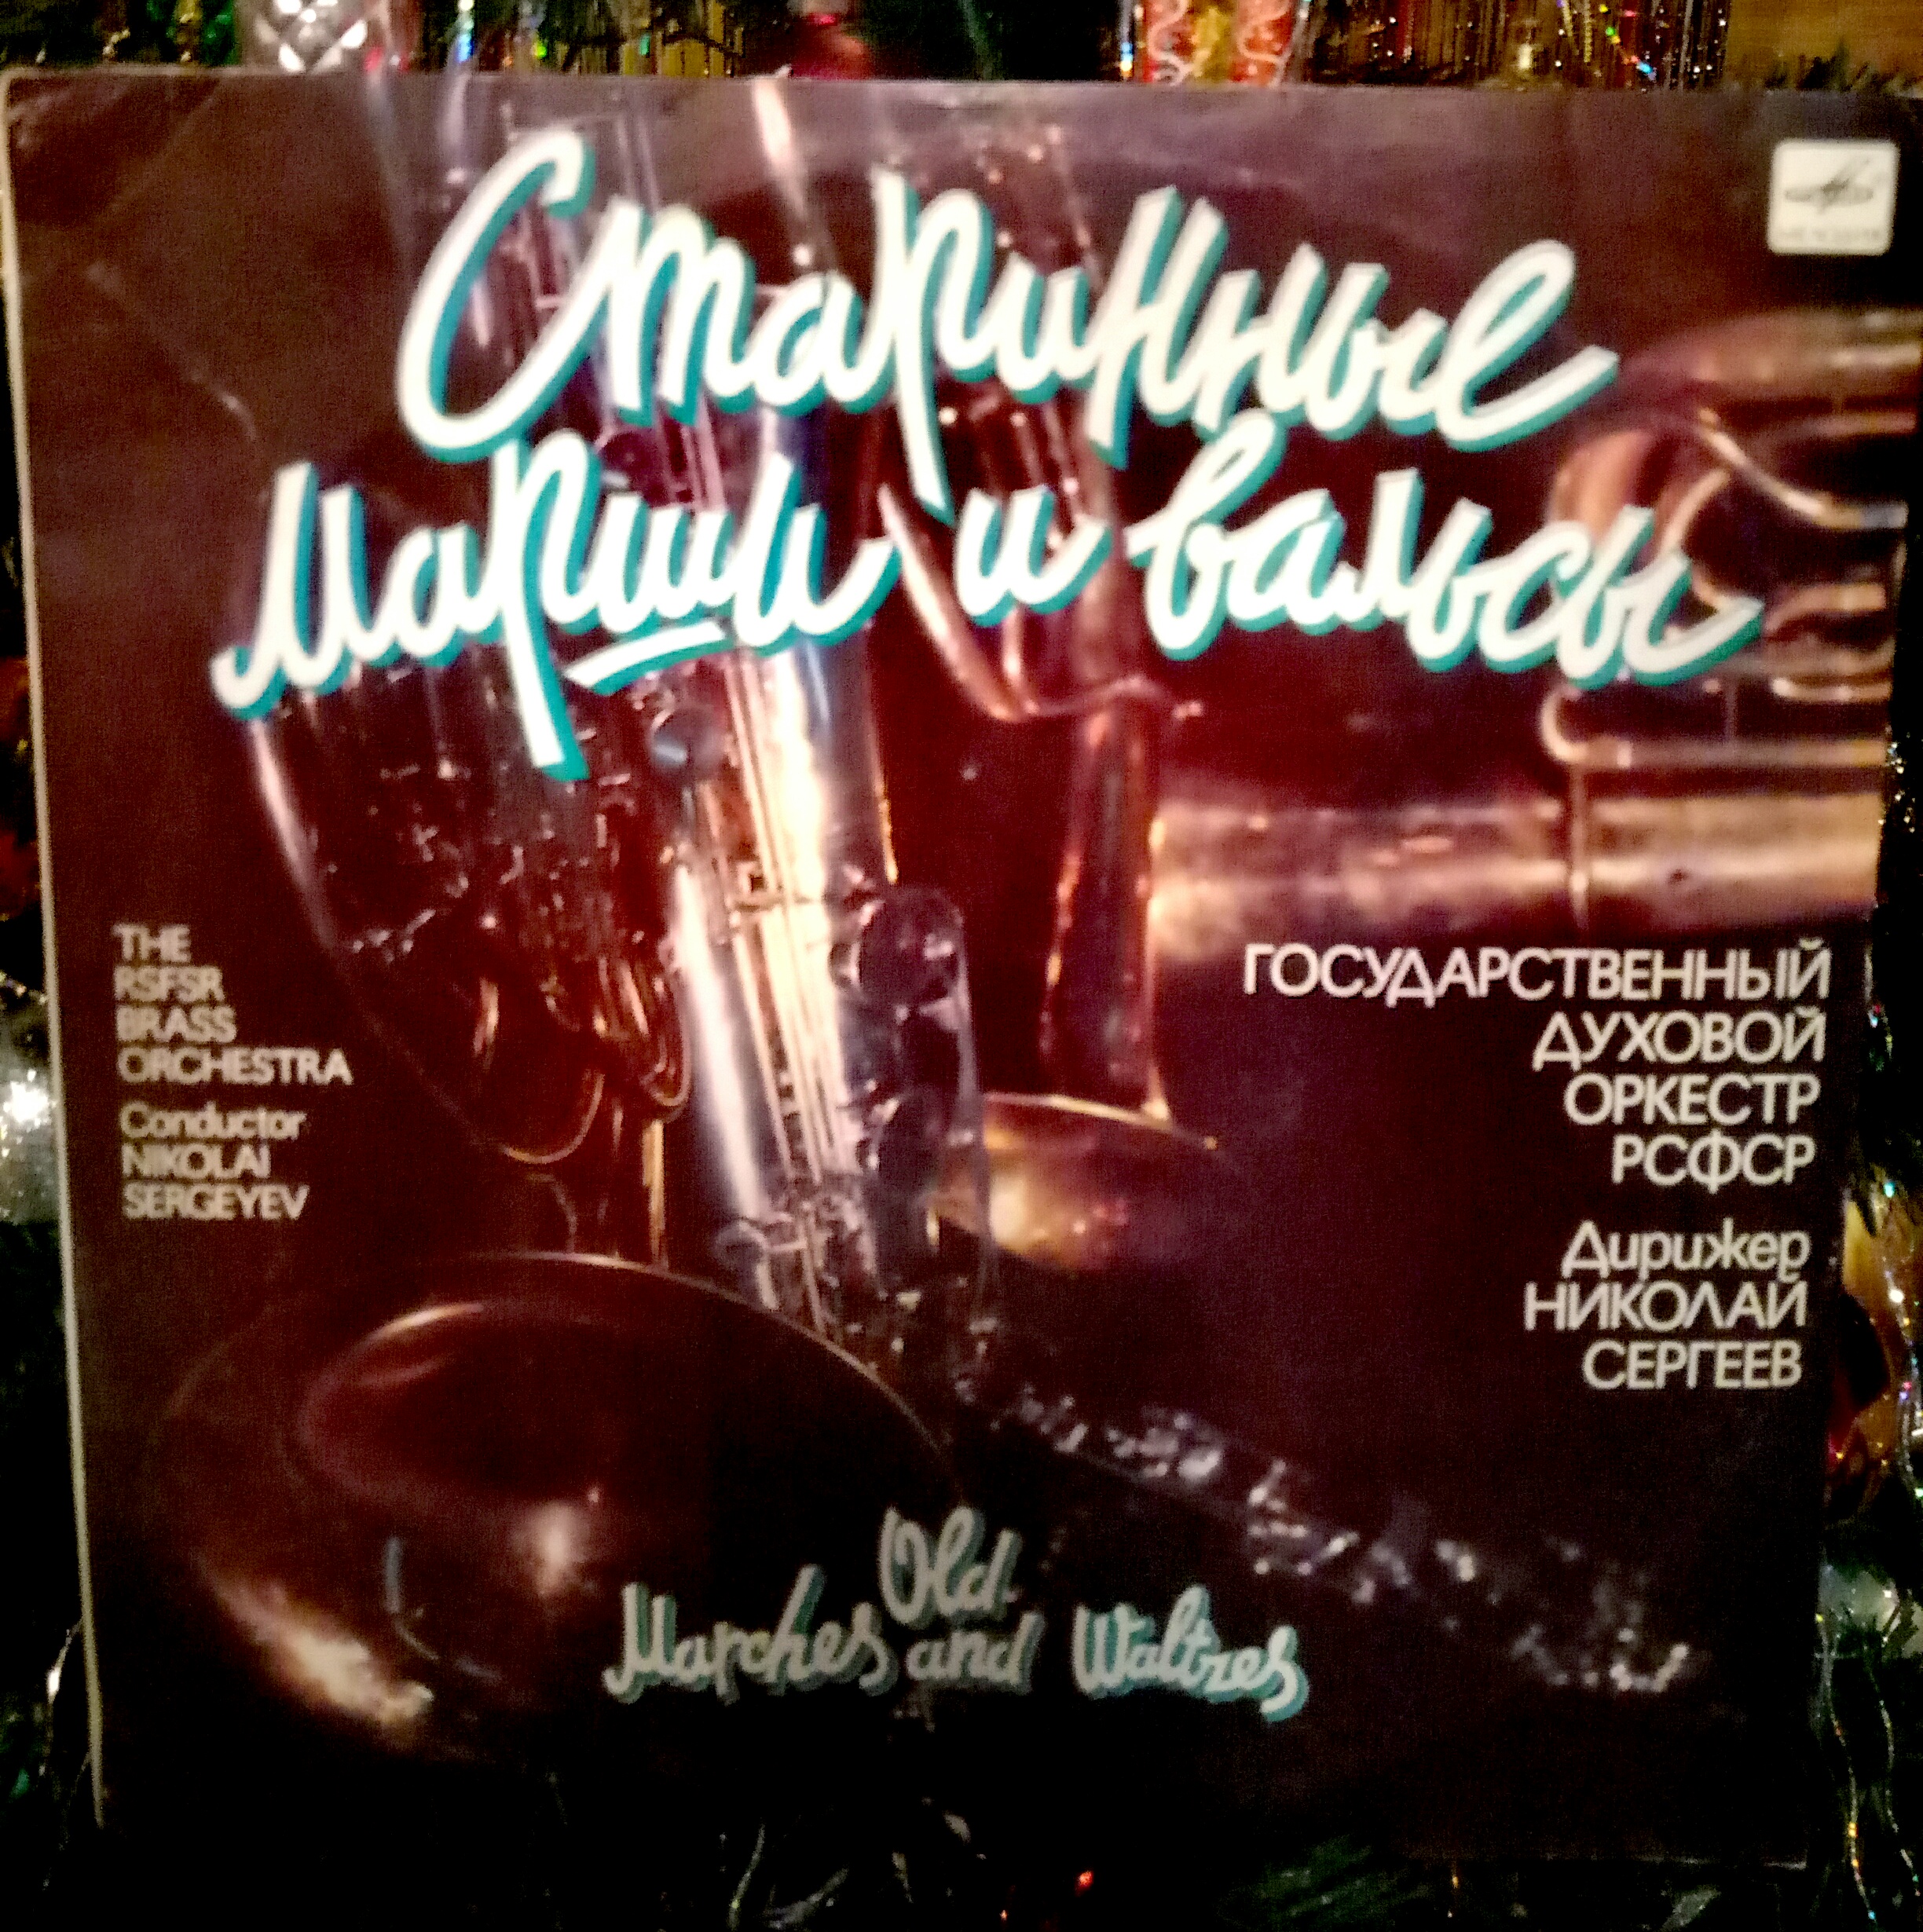 Старинные
марши и вальсы
THE
RSFSR
BRASS
ORCHESTRA
Conductor
NIKOLAI
SERGEYEV
ГОСУДАРСТВЕННЫЙ
ДУХОВОЙ
ОРКЕСТР
РСФСР
Дирижер
НИКОЛАЙ
СЕРГЕЕВ
Old
Marches and Waltzes